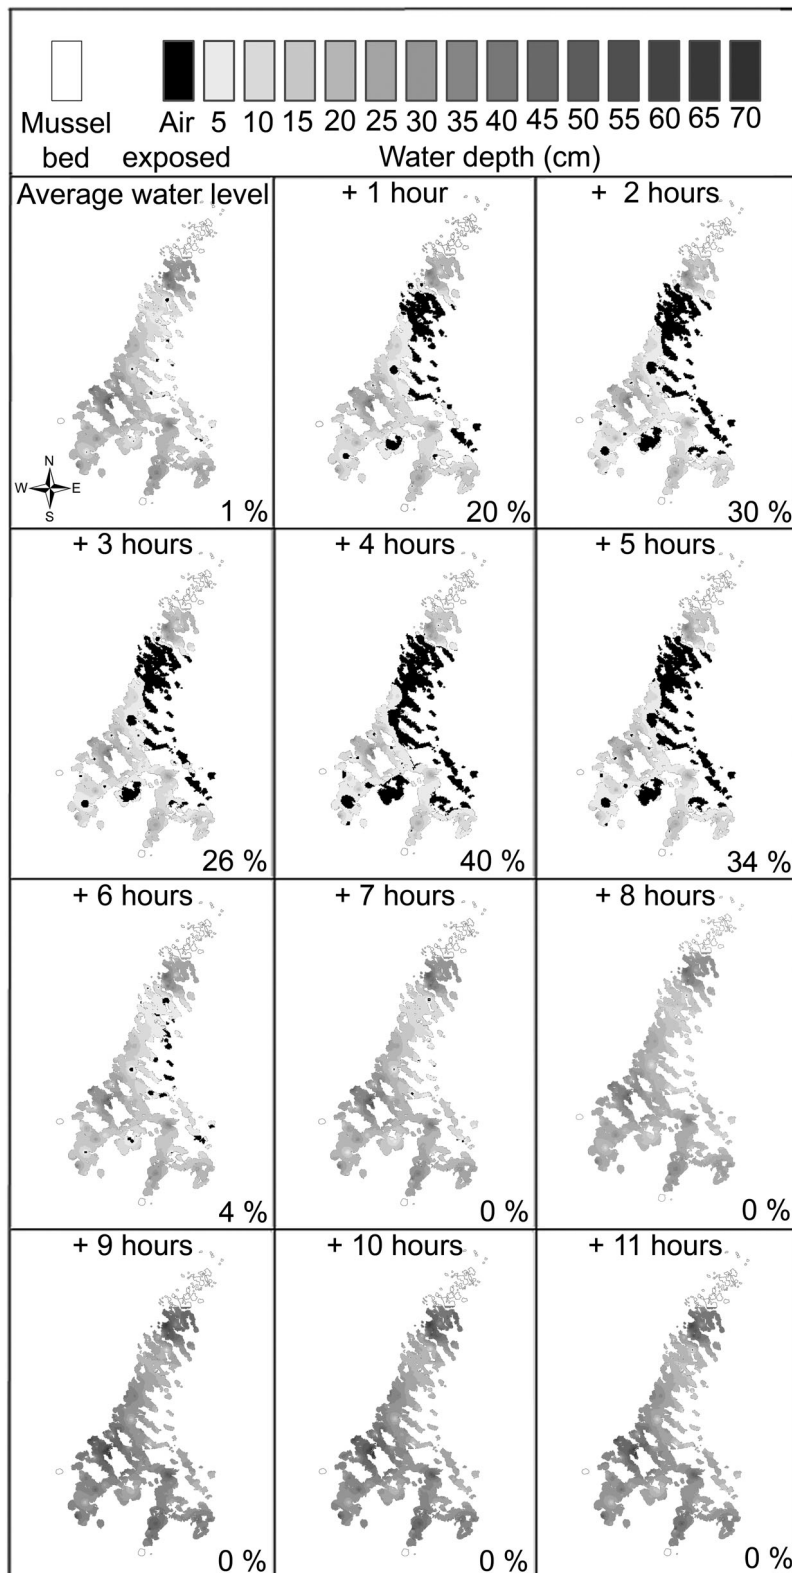 Mussel bed
Air exposed
5 10 15 20 25 30 35 40 45 50 55 60 65 70
Water depth (cm)
Average water level
+ 1 hour
+ 2 hours
N
W E
S
1 %
20 %
30 %
+ 3 hours
+ 4 hours
+ 5 hours
26 %
40 %
34 %
+ 6 hours
+ 7 hours
+ 8 hours
4 %
0 %
0 %
+ 9 hours
+ 10 hours
+ 11 hours
0 %
0 %
0 %